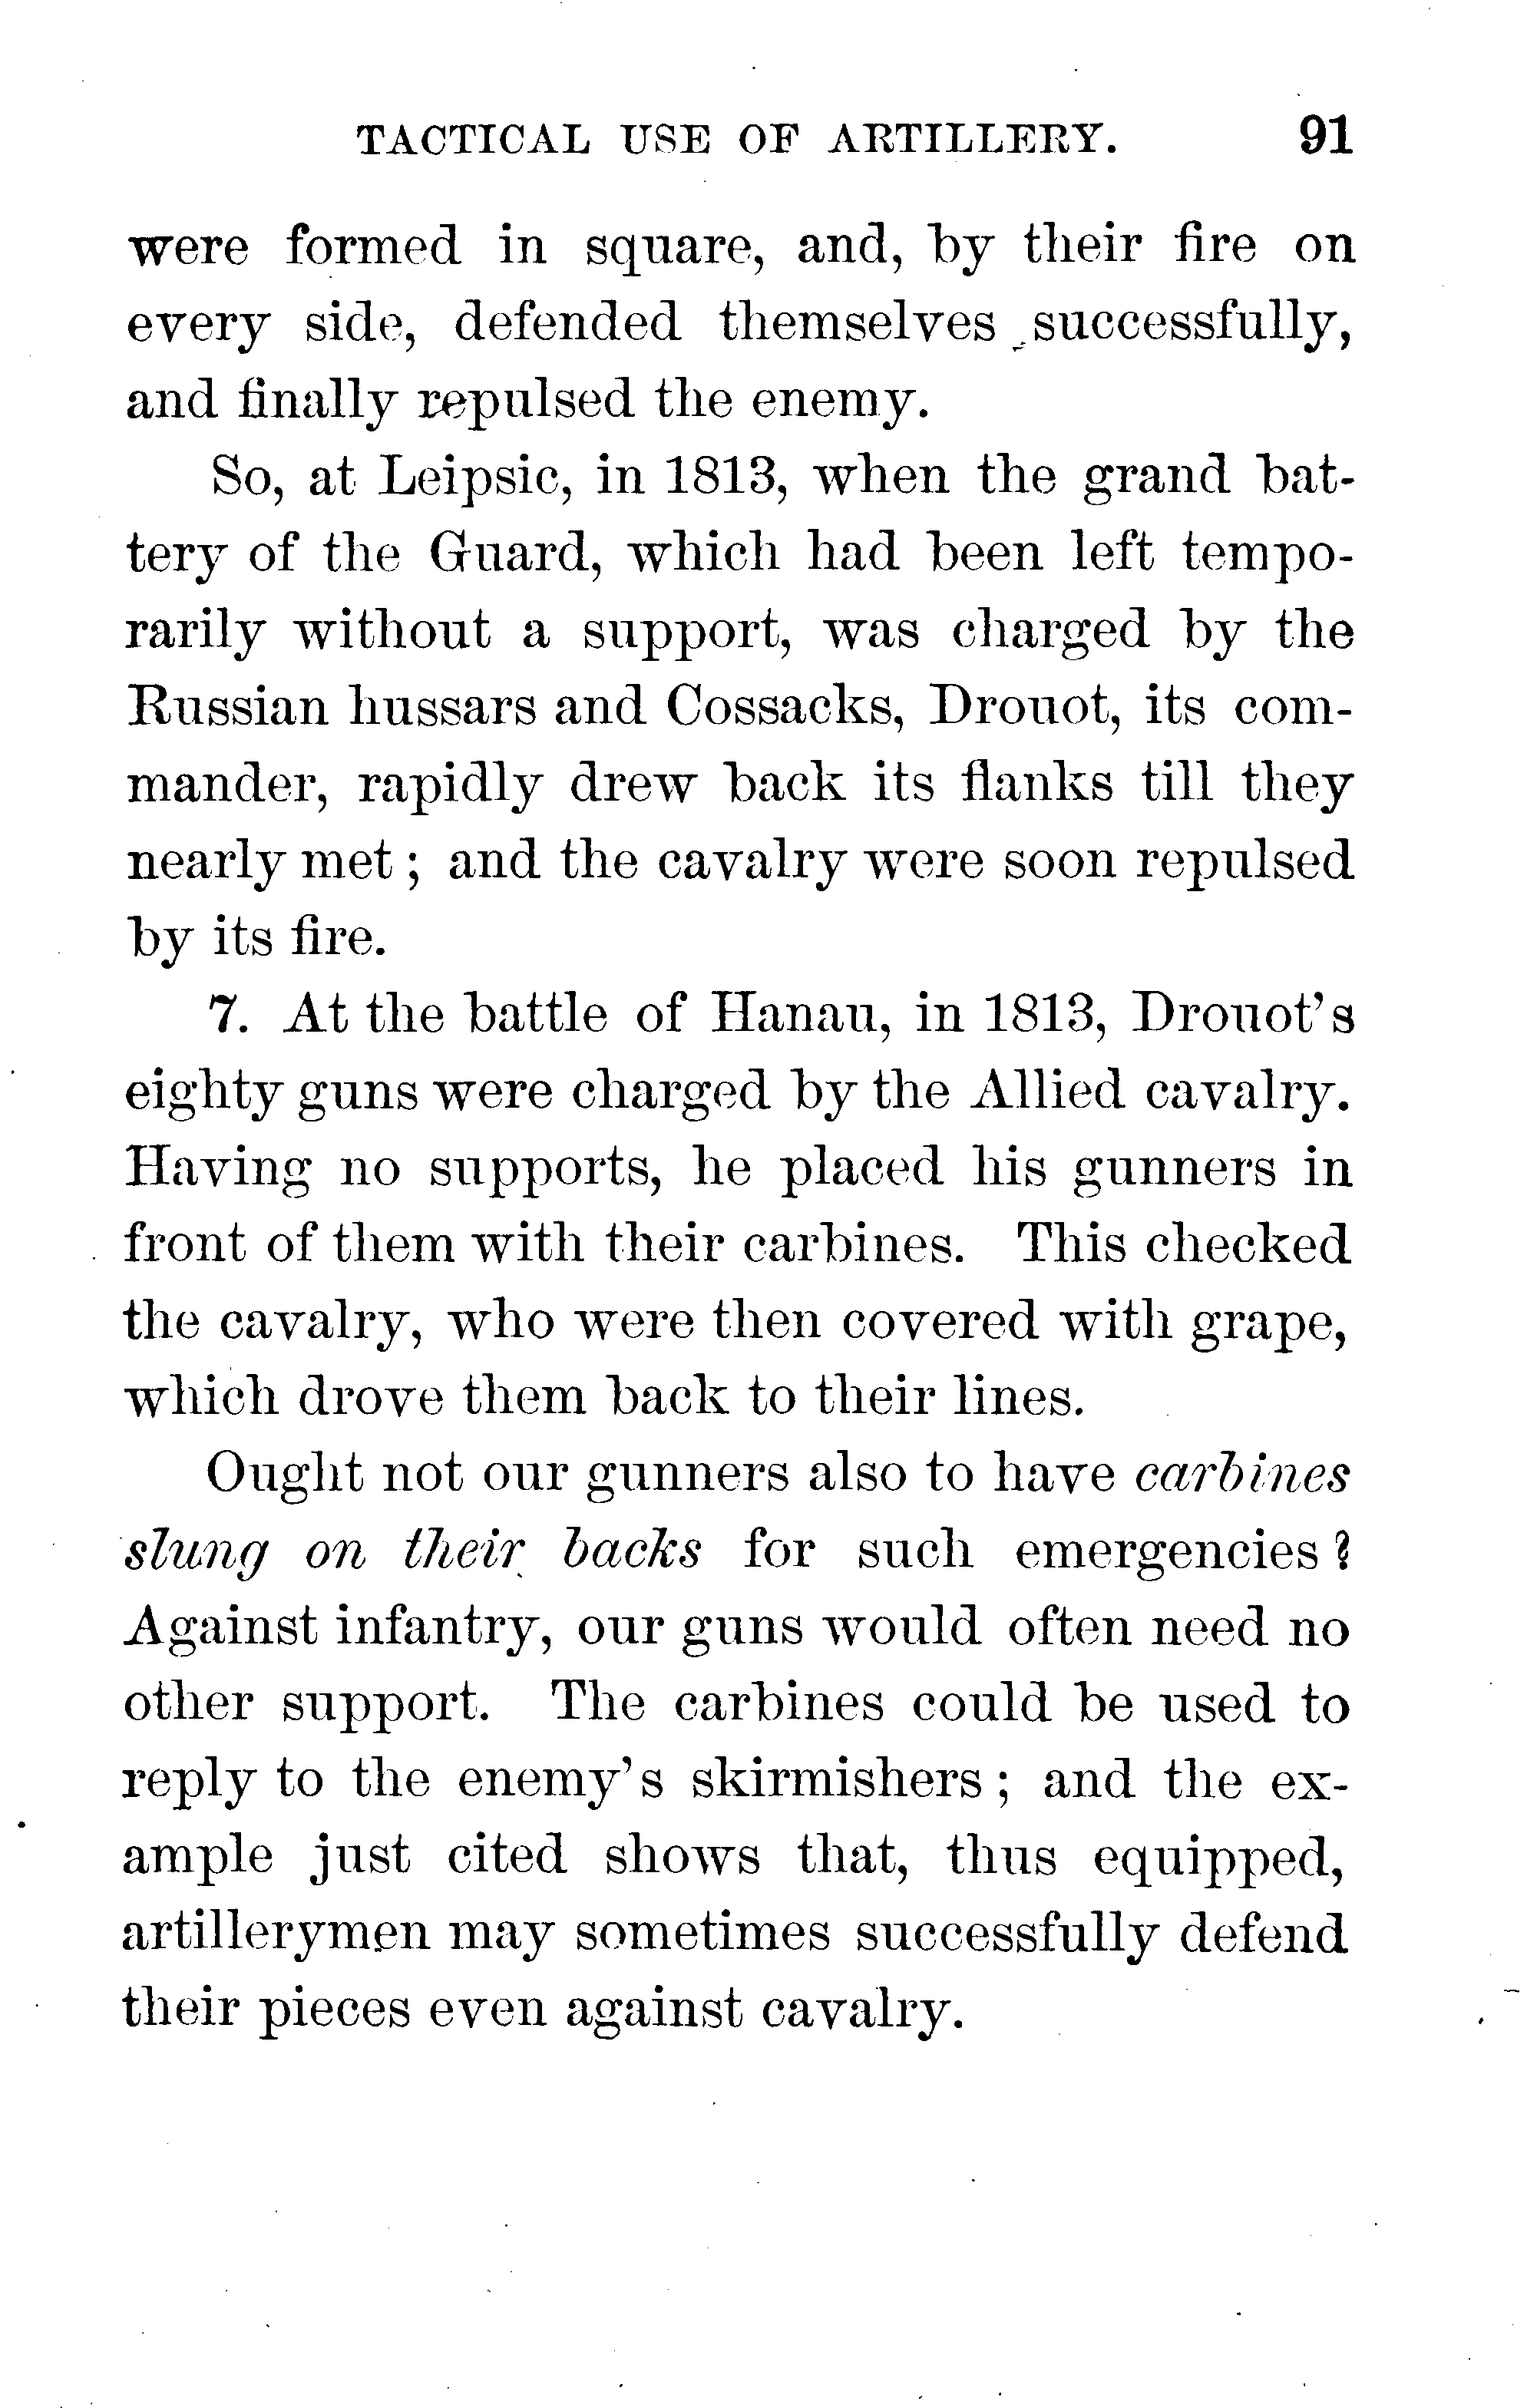 TACTICAL USE OF ARTILLERY. 91
were formed in square, and, by their fire on
every side, defended themselves successfully,
and finally repulsed the enemy.
So, at Leipsic, in 1813, when the grand bat-
tery of the Guard, which had been left tempo-
rarily without a support, was charged by the
Russian hussars and Cossacks, Drouot, its com-
mander, rapidly drew back its flanks till they
nearly met ; and the cavalry were soon repulsed
by its fire.
7. At the battle of Hanau, in 1813, Drouot's
eighty guns were charged by the Allied cavalry.
Having no supports, he placed his gunners in
front of them with their carbines. This checked
the cavalry, who were then covered with grape,
which drove them back to their lines.
Ought not our gunners also to have carbines
slung on their backs for such emergencies ?
Against infantry, our guns would often need no
other support. The carbines could be used to
reply to the enemy's skirmishers ; and the ex-
ample just cited shows that, thus equipped,
artillerymen may sometimes successfully defend
their pieces even against cavalry.